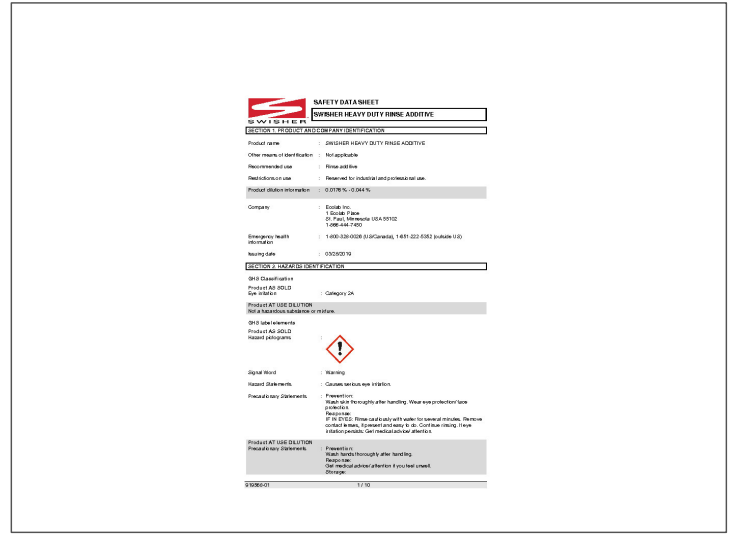 SAFETY DATA SHEET
SWISHER
SWISHER HEAVY DUTY RINSE ADDITIVE
SECTION 1. PRODUCT AND COMPANY IDENTIFICATION
Product name : SWISHER HEAVY DUTY RINSE ADDITIVE
Other means of identification : Not applicable
Recommended use : Rinse additive
Restrictions on use : Reserved for industrial and professional use.
Product dilution information : 0.0176 % - 0.044 %
Company : Ecolab Inc.
1 Ecolab Place
St. Paul, Minnesota USA 55102
1-866-444-7450
Emergency health information : 1-800-328-0026 (US/Canada), 1-651-222-5352 (outside US)
Issuing date : 03/28/2019
SECTION 2. HAZARDS IDENTIFICATION
GHS Classification
Product AS SOLD
Eye irritation : Category 2A
Product AT USE DILUTION
Not a hazardous substance or mixture.
GHS label elements
Product AS SOLD
Hazard pictograms :
Signal Word : Warning
Hazard Statements : Causes serious eye irritation.
Precautionary Statements : Prevention:
Wash skin thoroughly after handling. Wear eye protection/ face
protection.
Response:
IF IN EYES: Rinse cautiously with water for several minutes. Remove
contact lenses, if present and easy to do. Continue rinsing. If eye
irritation persists: Get medical advice/ attention.
Product AT USE DILUTION
Precautionary Statements : Prevention:
Wash hands thoroughly after handling.
Response:
Get medical advice/ attention if you feel unwell.
Storage:
919566-01 1 / 10